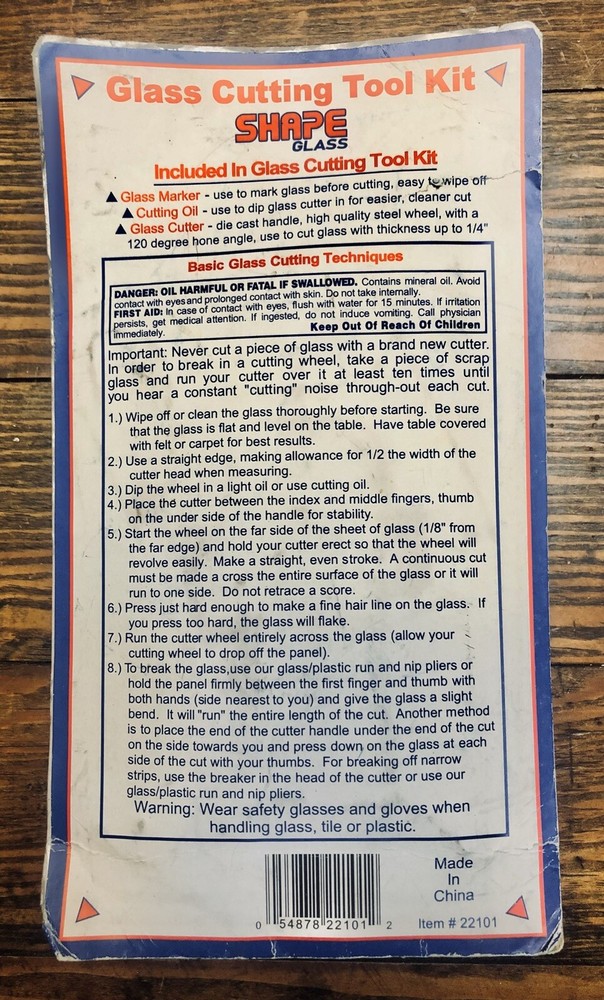 Glass Cutting Tool Kit
SHAPE
GLASS
Included In Glass Cutting Tool Kit
▲ Glass Marker - use to mark glass before cutting, easy to wipe off
▲ Cutting Oil - use to dip glass cutter in for easier, cleaner cut
▲ Glass Cutter - die cast handle, high quality steel wheel, with a
120 degree hone angle, use to cut glass with thickness up to 1/4"
Basic Glass Cutting Techniques
DANGER: OIL HARMFUL OR FATAL IF SWALLOWED. Contains mineral oil. Avoid
contact with eyes and prolonged contact with skin. Do not take internally.
FIRST AID: In case of contact with eyes, flush with water for 15 minutes. If irritation
persists, get medical attention. If ingested, do not induce vomiting. Call physician
immediately. Keep Out Of Reach Of Children
Important: Never cut a piece of glass with a brand new cutter.
In order to break in a cutting wheel, take a piece of scrap
glass and run your cutter over it at least ten times until
you hear a constant "cutting" noise through-out each cut.
1.) Wipe off or clean the glass thoroughly before starting. Be sure
that the glass is flat and level on the table. Have table covered
with felt or carpet for best results.
2.) Use a straight edge, making allowance for 1/2 the width of the
cutter head when measuring.
3.) Dip the wheel in a light oil or use cutting oil.
4.) Place the cutter between the index and middle fingers, thumb
on the under side of the handle for stability.
5.) Start the wheel on the far side of the sheet of glass (1/8" from
the far edge) and hold your cutter erect so that the wheel will
revolve easily. Make a straight, even stroke. A continuous cut
must be made a cross the entire surface of the glass or it will
run to one side. Do not retrace a score.
6.) Press just hard enough to make a fine hair line on the glass. If
you press too hard, the glass will flake.
7.) Run the cutter wheel entirely across the glass (allow your
cutting wheel to drop off the panel).
8.) To break the glass,use our glass/plastic run and nip pliers or
hold the panel firmly between the first finger and thumb with
both hands (side nearest to you) and give the glass a slight
bend. It will "run" the entire length of the cut. Another method
is to place the end of the cutter handle under the end of the cut
on the side towards you and press down on the glass at each
side of the cut with your thumbs. For breaking off narrow
strips, use the breaker in the head of the cutter or use our
glass/plastic run and nip pliers.
Warning: Wear safety glasses and gloves when
handling glass, tile or plastic.
Made
In
China
0 54878 22101 2
Item # 22101